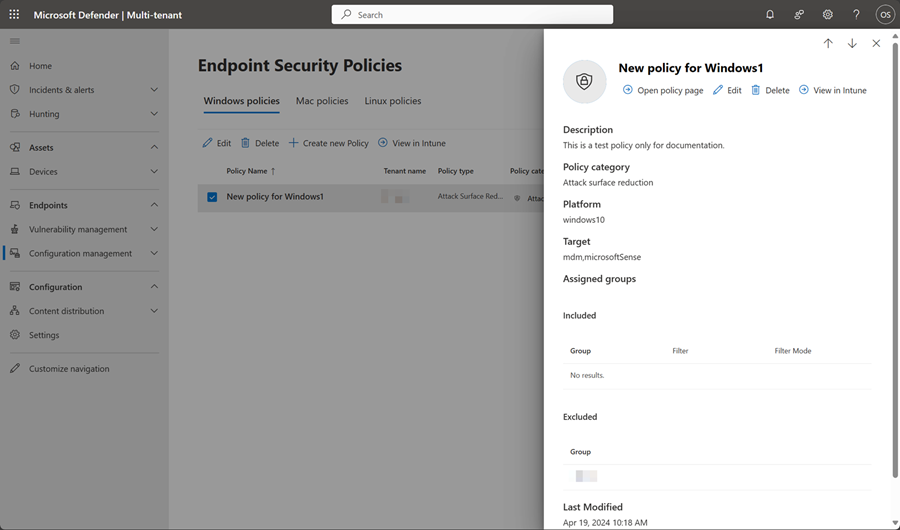 Microsoft Defender | Multi-tenant
Search
OS
Home
Incidents & alerts
Hunting
Assets
Devices
Endpoints
Vulnerability management
Configuration management
Configuration
Content distribution
Settings
Customize navigation
Endpoint Security Policies
Windows policies Mac policies Linux policies
Edit Delete Create new Policy View in Intune
Policy Name ↑ Tenant name Policy type Policy cate
New policy for Windows1 Attack Surface Red... Attac
New policy for Windows1
Open policy page Edit Delete View in Intune
Description
This is a test policy only for documentation.
Policy category
Attack surface reduction
Platform
windows10
Target
mdm,microsoftSense
Assigned groups
Included
Group Filter Filter Mode
No results.
Excluded
Group
Last Modified
Apr 19, 2024 10:18 AM